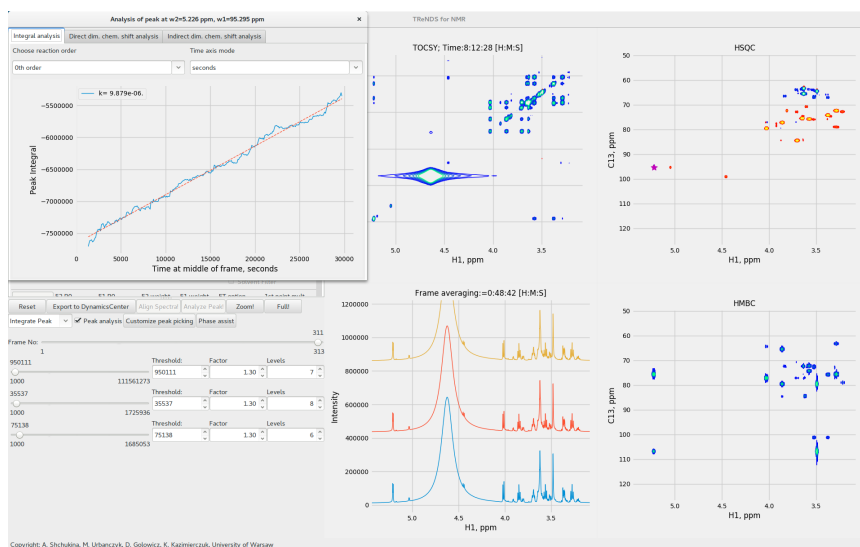 Analysis of peak at w2=5.226 ppm, w1=95.295 ppm
×
TReNDS for NMR
Integral analysis Direct dim. chem. shift analysis Indirect dim. chem. shift analysis
Choose reaction order Time axis mode
0th order seconds
k= 9.879e-06.
−5500000
−6000000
−6500000
−7000000
−7500000
Peak Integral
0 5000 10000 15000 20000 25000 30000
Time at middle of frame, seconds
TOCSY; Time:8:12:28 [H:M:S]
5.0 4.5 4.0 3.5
H1, ppm
HSQC
50
60
70
80
90
100
110
120
C13, ppm
5.0 4.5 4.0 3.5
H1, ppm
Reset Export to DynamicsCenter Align Spectra! Analyze Peak! Zoom! Full!
Integrate Peak Peak analysis Customize peak picking Phase assist
311
Frame No:
1 313
950111 Threshold: Factor Levels
950111 1.30 7
1000 111561273
35537 Threshold: Factor Levels
35537 1.30 8
1000 1725936
75138 Threshold: Factor Levels
75138 1.30 6
1000 1685053
Frame averaging:=0:48:42 [H:M:S]
1200000
1000000
800000
600000
400000
200000
0
Intensity
5.0 4.5 4.0 3.5
H1, ppm
HMBC
60
70
80
90
100
110
120
C13, ppm
5.0 4.5 4.0 3.5
H1, ppm
Copyright: A. Shchukina, M. Urbanczyk, D. Golowicz, K. Kazimierczuk, University of Warsaw